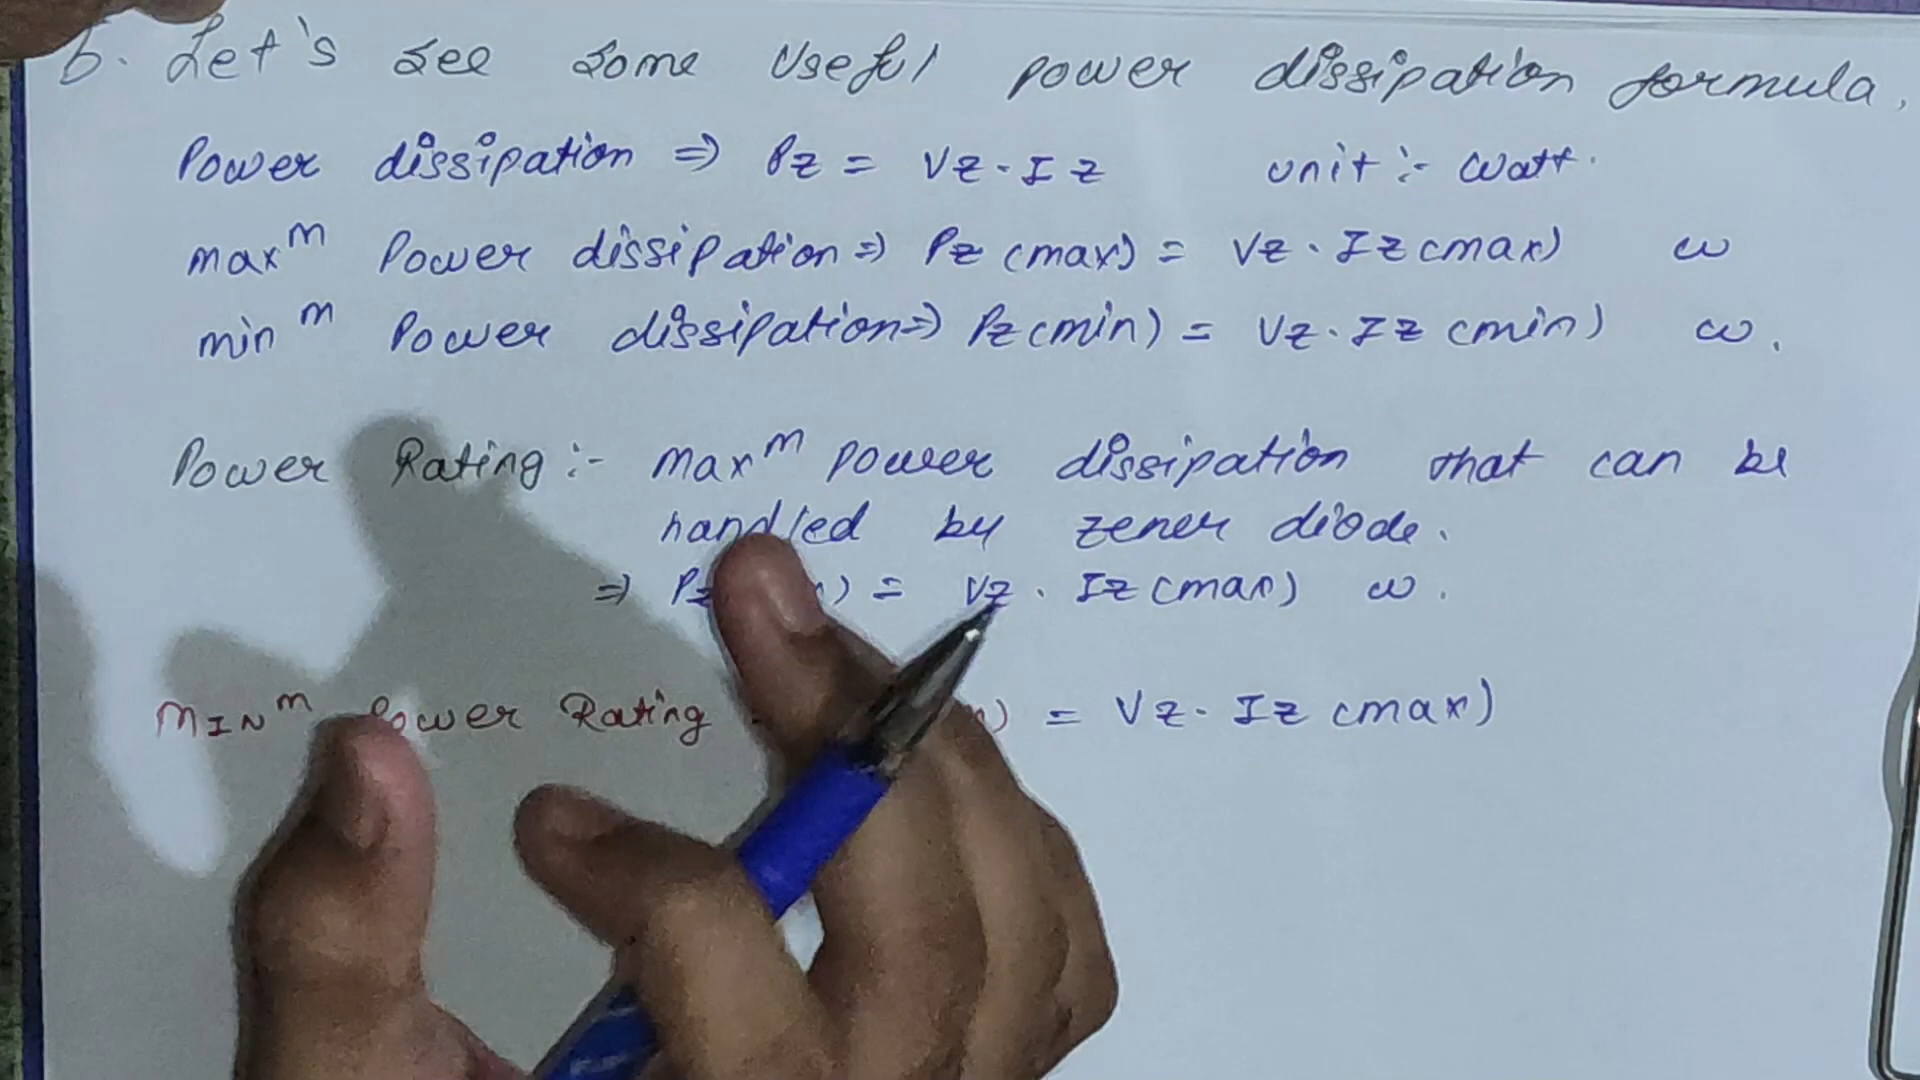 6. Let's see some Useful power dissipation formula,
Power dissipation => Pz = Vz . Iz unit :- Watt.
maxᵐ Power dissipation => Pz (max) = Vz . Iz (max) w
minᵐ Power dissipation => Pz (min) = Vz . Iz (min) w.
Power Rating :- maxᵐ power dissipation that can be
handled by zener diode.
=> = Vz . Iz (max) w.
MINᵐ Power Rating = Vz . Iz (max)